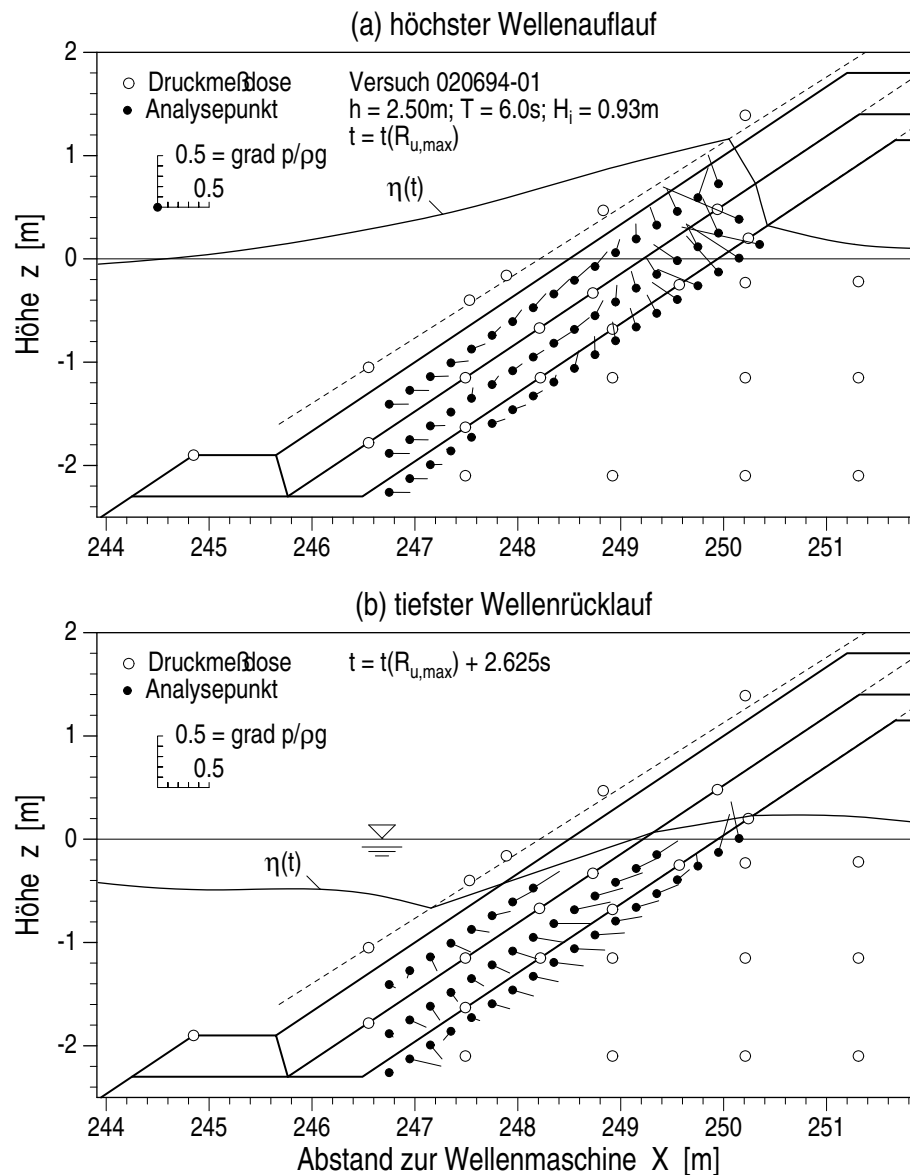 (a) höchster Wellenauflauf
Druckmeßdose
Analysepunkt
Versuch 020694-01
h = 2.50m; T = 6.0s; H_i = 0.93m
t = t(R_u,max)
0.5 = grad p/ρg
0.5
η(t)
Höhe z [m]
2
1
0
-1
-2
244 245 246 247 248 249 250 251
(b) tiefster Wellenrücklauf
Druckmeßdose
Analysepunkt
t = t(R_u,max) + 2.625s
0.5 = grad p/ρg
0.5
η(t)
Höhe z [m]
2
1
0
-1
-2
244 245 246 247 248 249 250 251
Abstand zur Wellenmaschine X [m]